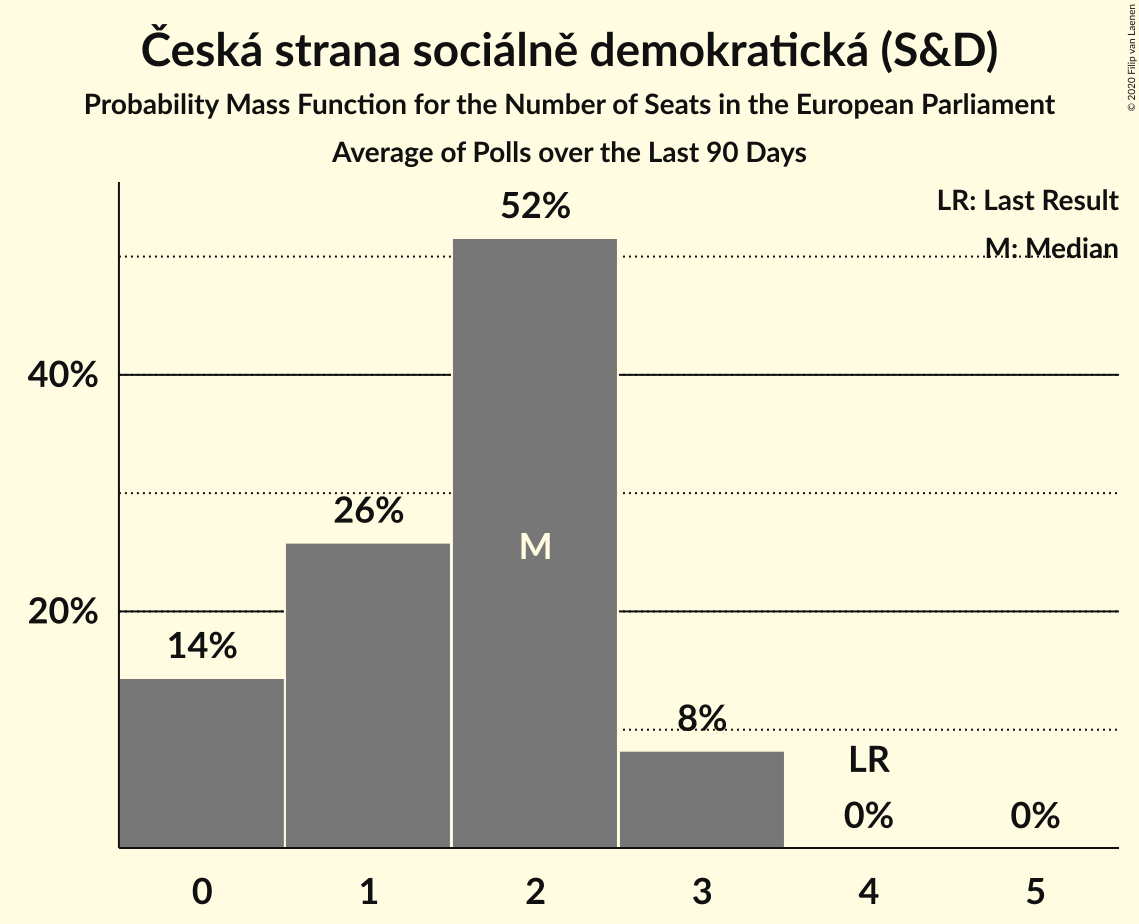 Česká strana sociálně demokratická (S&D)
Probability Mass Function for the Number of Seats in the European Parliament
Average of Polls over the Last 90 Days
© 2020 Filip van Laenen
LR: Last Result
M: Median
52%
40%
26%
M
20%
14%
8%
LR
0%
0%
0 1 2 3 4 5